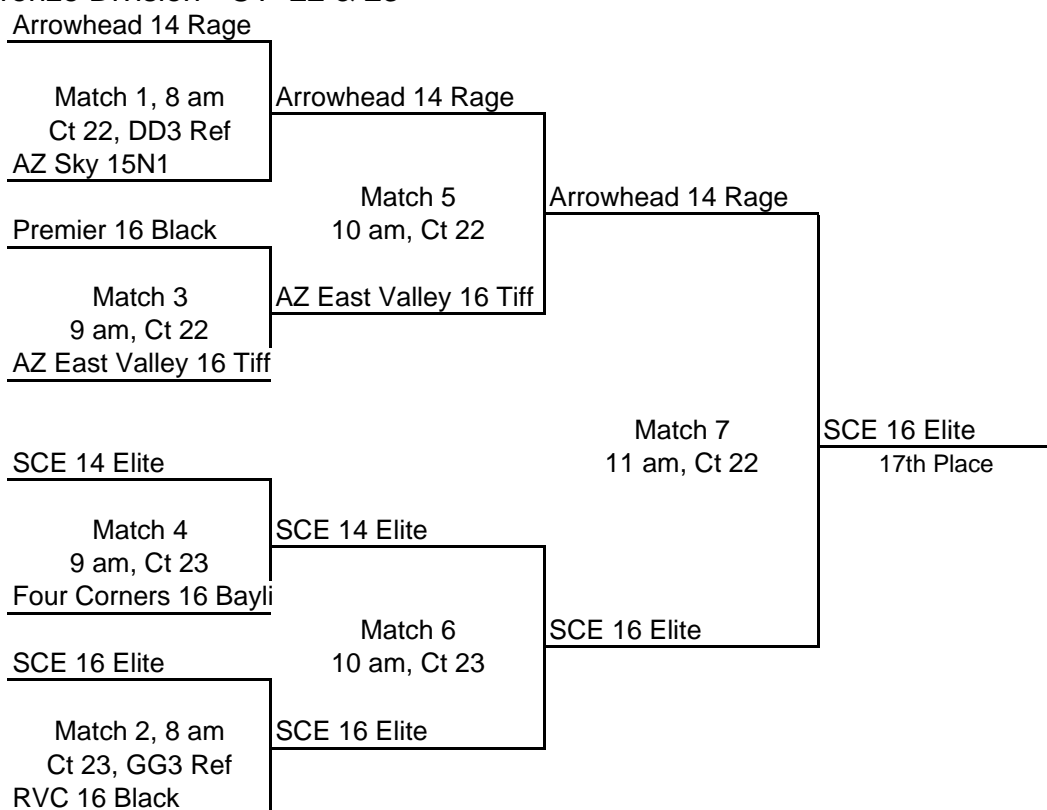 Division
22 & 23
Arrowhead 14 Rage
Match 1, 8 am
Ct 22, DD3 Ref
AZ Sky 15N1
Arrowhead 14 Rage
Premier 16 Black
Match 3
9 am, Ct 22
AZ East Valley 16 Tiff
Match 5
10 am, Ct 22
AZ East Valley 16 Tiff
Arrowhead 14 Rage
SCE 14 Elite
Match 4
9 am, Ct 23
Four Corners 16 Bayli
SCE 14 Elite
SCE 16 Elite
Match 2, 8 am
Ct 23, GG3 Ref
RVC 16 Black
Match 6
10 am, Ct 23
SCE 16 Elite
SCE 16 Elite
Match 7
11 am, Ct 22
SCE 16 Elite
17th Place